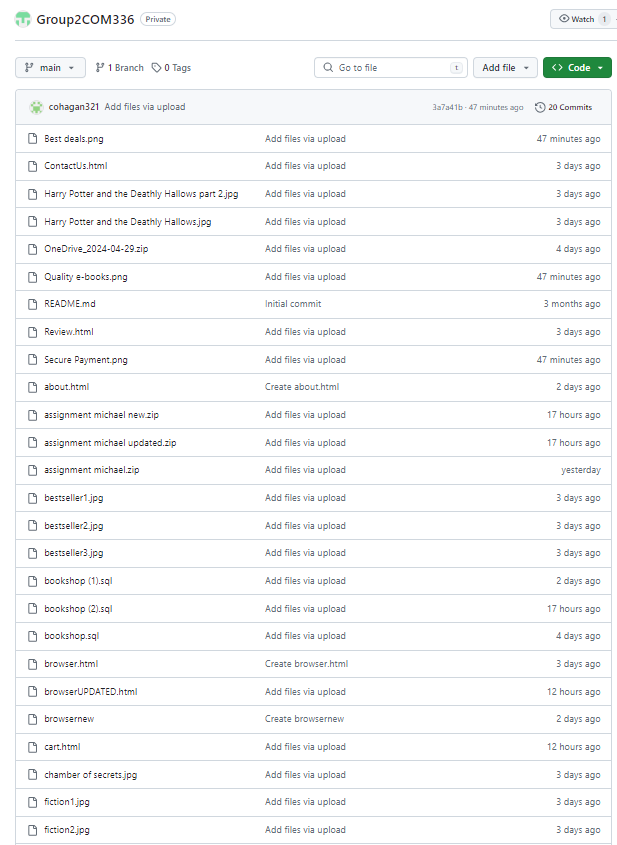 Group2COM336 Private Watch 1
main 1 Branch 0 Tags Go to file t Add file Code
cohagan321 Add files via upload 3a7a41b · 47 minutes ago 20 Commits
Best deals.png Add files via upload 47 minutes ago
ContactUs.html Add files via upload 3 days ago
Harry Potter and the Deathly Hallows part 2.jpg Add files via upload 3 days ago
Harry Potter and the Deathly Hallows.jpg Add files via upload 3 days ago
OneDrive_2024-04-29.zip Add files via upload 4 days ago
Quality e-books.png Add files via upload 47 minutes ago
README.md Initial commit 3 months ago
Review.html Add files via upload 3 days ago
Secure Payment.png Add files via upload 47 minutes ago
about.html Create about.html 2 days ago
assignment michael new.zip Add files via upload 17 hours ago
assignment michael updated.zip Add files via upload 17 hours ago
assignment michael.zip Add files via upload yesterday
bestseller1.jpg Add files via upload 3 days ago
bestseller2.jpg Add files via upload 3 days ago
bestseller3.jpg Add files via upload 3 days ago
bookshop (1).sql Add files via upload 2 days ago
bookshop (2).sql Add files via upload 17 hours ago
bookshop.sql Add files via upload 4 days ago
browser.html Create browser.html 3 days ago
browserUPDATED.html Add files via upload 12 hours ago
browsernew Create browsernew 2 days ago
cart.html Add files via upload 12 hours ago
chamber of secrets.jpg Add files via upload 3 days ago
fiction1.jpg Add files via upload 3 days ago
fiction2.jpg Add files via upload 3 days ago